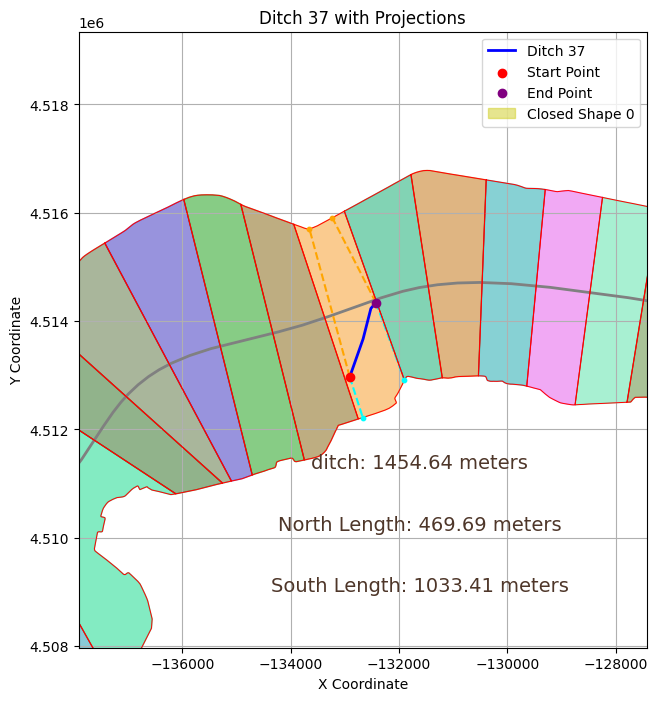 Ditch 37 with Projections
1e6
Ditch 37
Start Point
End Point
Closed Shape 0
4.518
4.516
4.514
4.512
4.510
4.508
Y Coordinate
ditch: 1454.64 meters
North Length: 469.69 meters
South Length: 1033.41 meters
−136000 −134000 −132000 −130000 −128000
X Coordinate